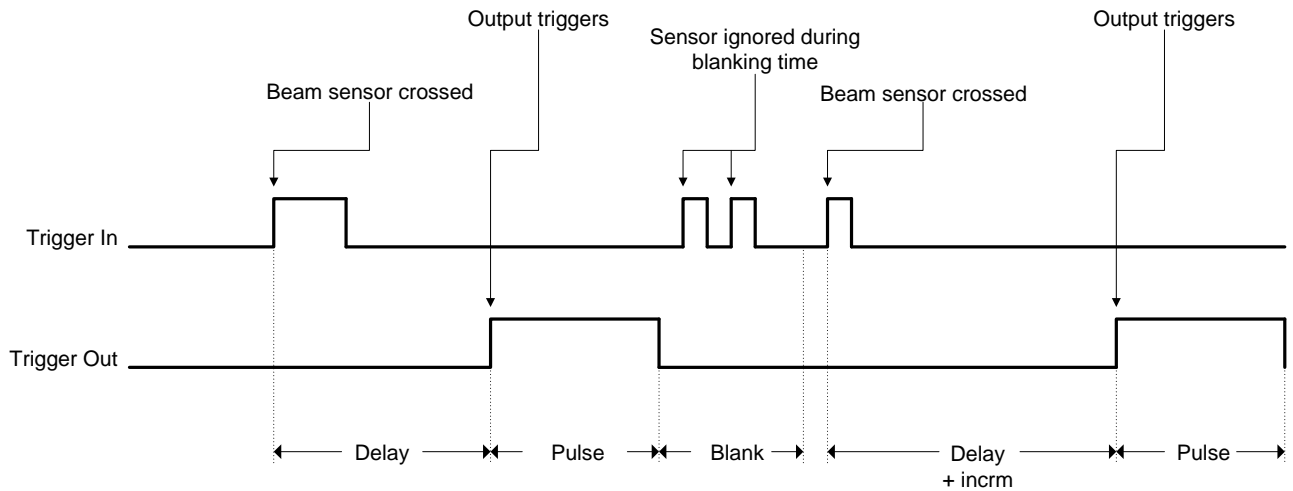 Output triggers
Output triggers
Sensor ignored during
blanking time
Beam sensor crossed
Beam sensor crossed
Trigger In
Trigger Out
Delay
Pulse
Blank
Delay
+ incrm
Pulse